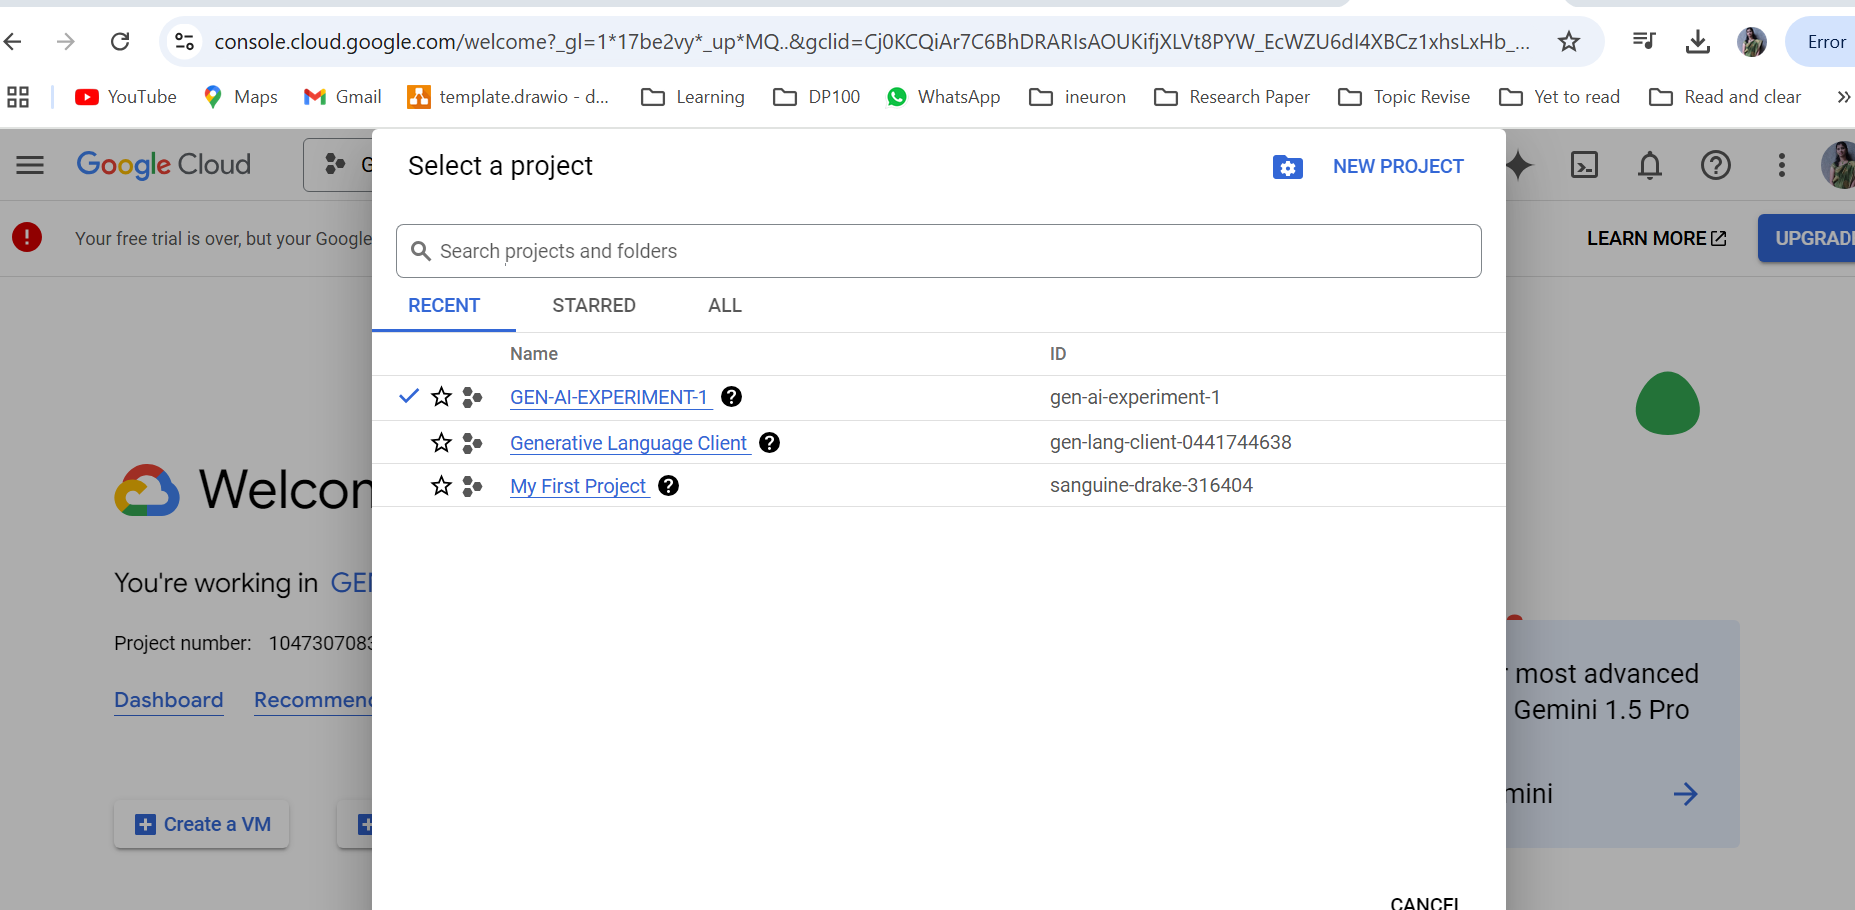 console.cloud.google.com/welcome?_gl=1*17be2vy*_up*MQ..&gclid=Cj0KCQiAr7C6BhDRARIsAOUKifjXLVt8PYW_EcWZU6dI4XBCz1xhsLxHb_...
Error
YouTube Maps Gmail template.drawio - d... Learning DP100 WhatsApp ineuron Research Paper Topic Revise Yet to read Read and clear »
Google Cloud G
Select a project NEW PROJECT
Your free trial is over, but your Google LEARN MORE UPGRAD
Search projects and folders
RECENT STARRED ALL
Name ID
GEN-AI-EXPERIMENT-1 gen-ai-experiment-1
Generative Language Client gen-lang-client-0441744638
My First Project sanguine-drake-316404
Welcon
You're working in GEN
Project number: 1047307083
Dashboard Recommend
most advanced
Gemini 1.5 Pro
mini
Create a VM
CANCEL